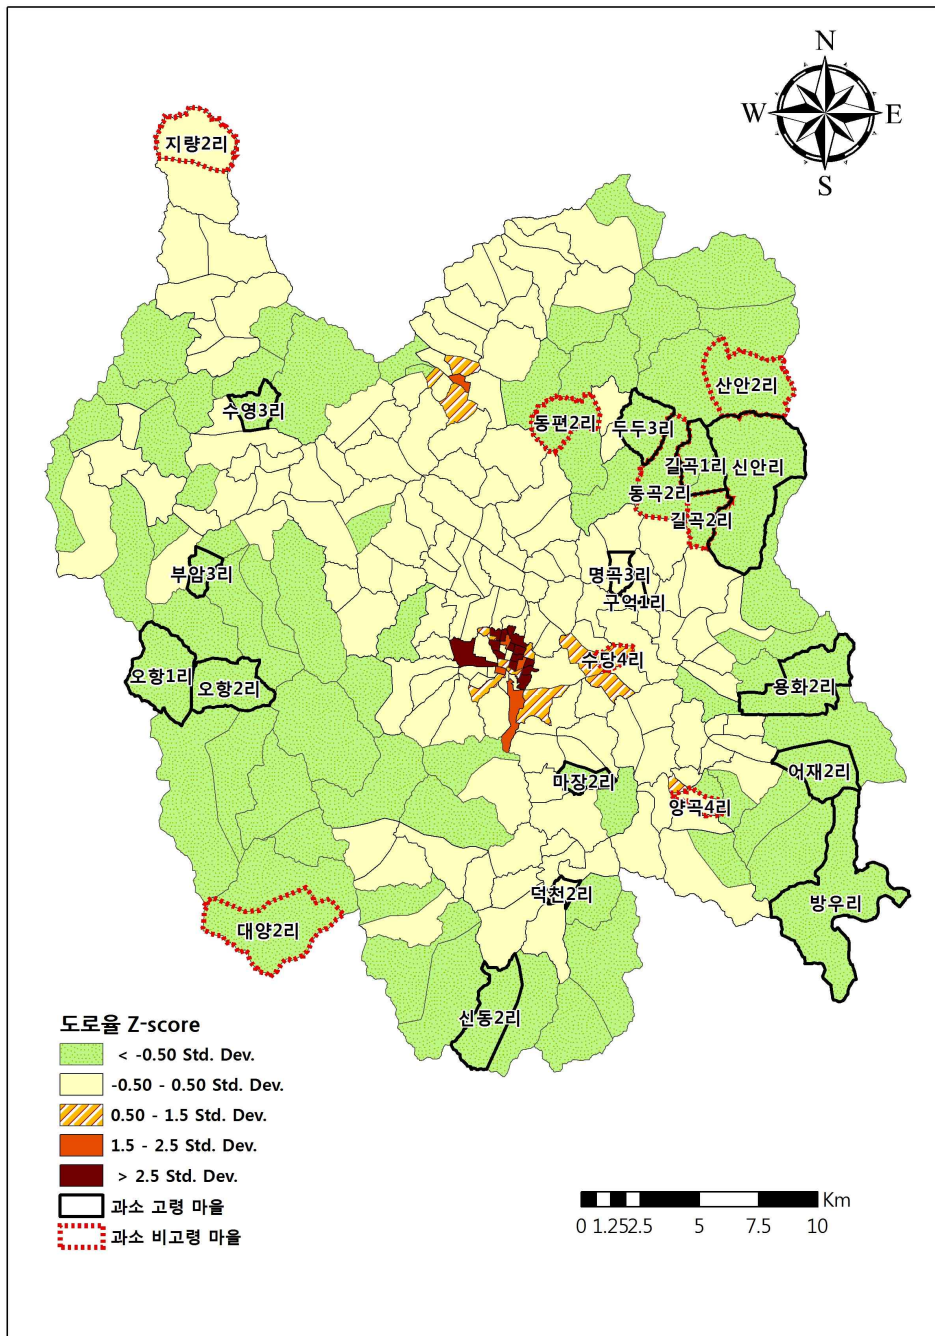 N
W E
S
지량2리
산안2리
수영3리
동편2리
두두3리
길곡1리 신안리
동곡2리
길곡2리
부암3리
명곡3리
구억1리
수당4리
오항1리
오항2리
용화2리
어재2리
마장2리
양곡4리
덕천2리
방우리
대양2리
신동2리
도로율 Z-score
< -0.50 Std. Dev.
-0.50 - 0.50 Std. Dev.
0.50 - 1.5 Std. Dev.
1.5 - 2.5 Std. Dev.
> 2.5 Std. Dev.
과소 고령 마을
과소 비고령 마을
Km
0 1.252.5 5 7.5 10